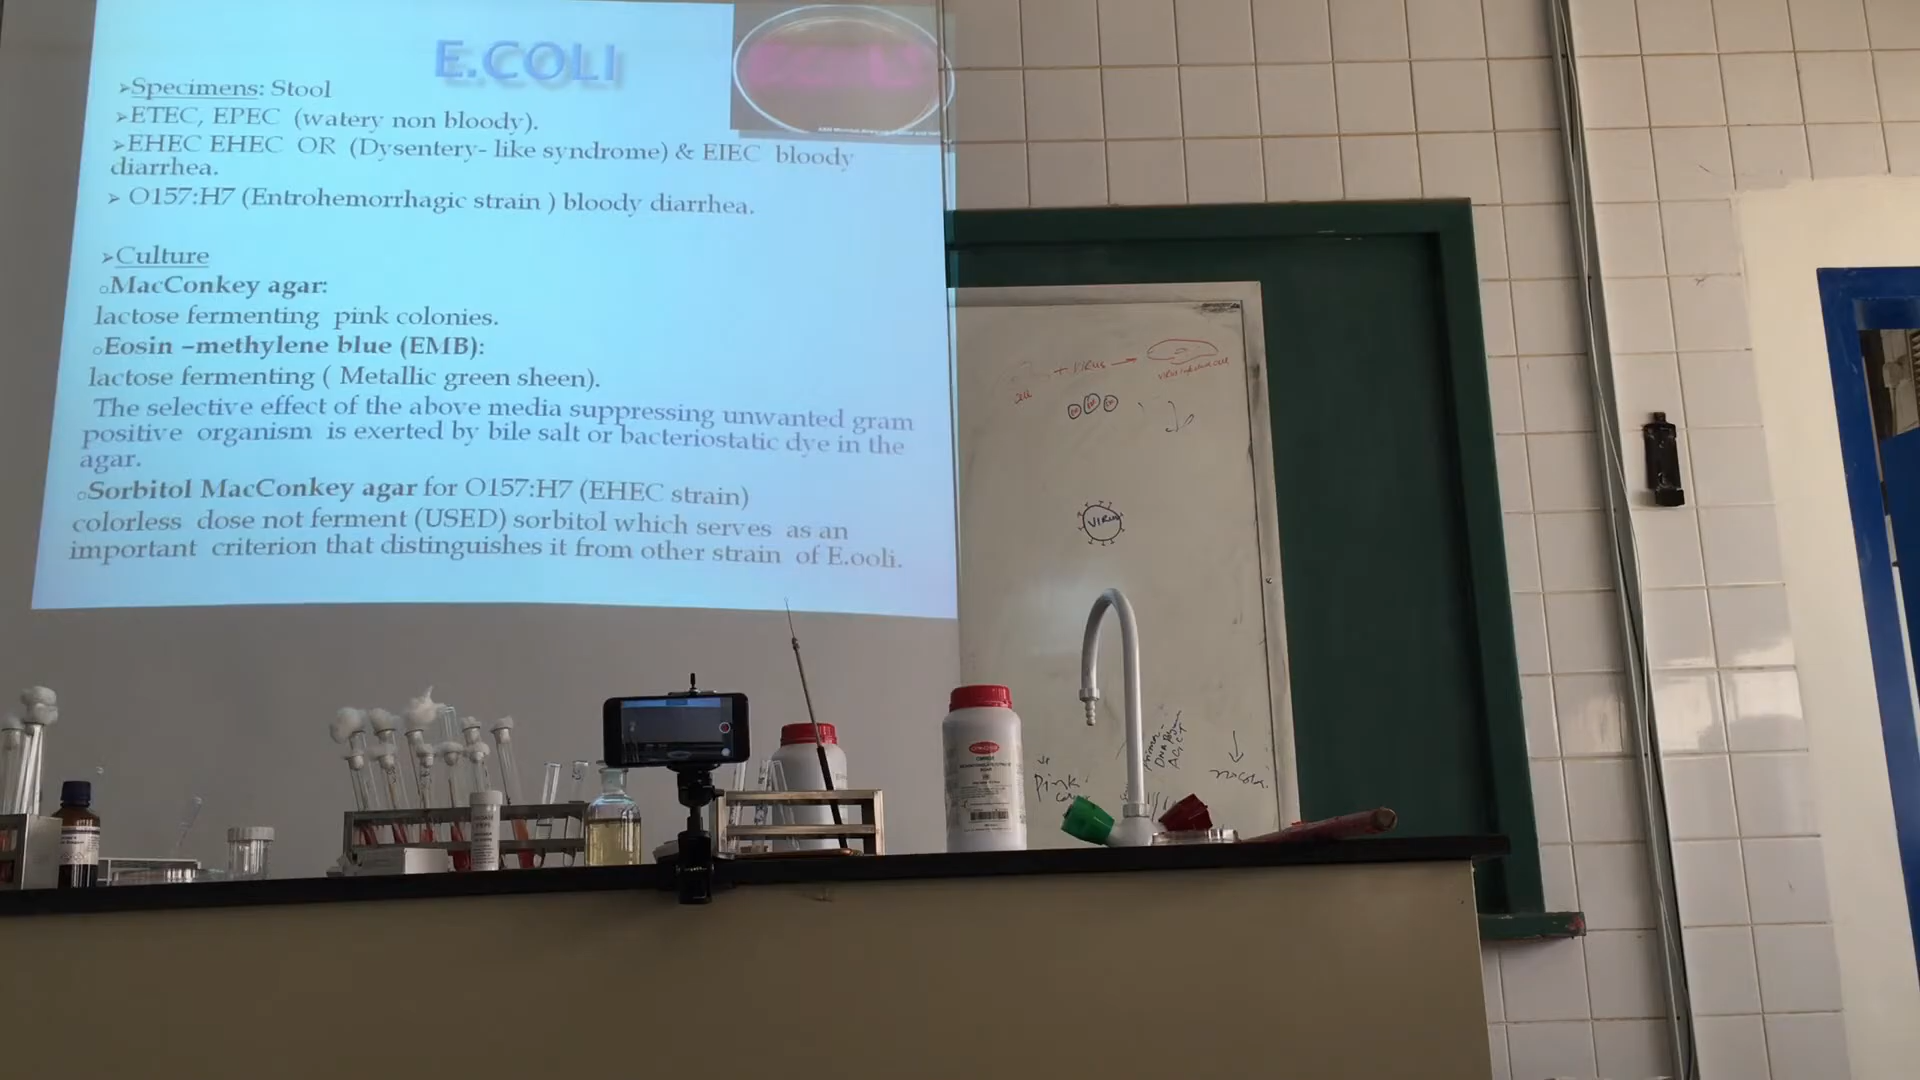 E.COLI
➢Specimens: Stool
➢ETEC, EPEC (watery non bloody).
➢EHEC EHEC OR (Dysentery- like syndrome) & EIEC bloody
diarrhea.
➢ O157:H7 (Entrohemorrhagic strain ) bloody diarrhea.
➢Culture
○MacConkey agar:
lactose fermenting pink colonies.
○Eosin –methylene blue (EMB):
lactose fermenting ( Metallic green sheen).
The selective effect of the above media suppressing unwanted gram
positive organism is exerted by bile salt or bacteriostatic dye in the
agar.
○Sorbitol MacConkey agar for O157:H7 (EHEC strain)
colorless dose not ferment (USED) sorbitol which serves as an
important criterion that distinguishes it from other strain of E.ooli.
+ VIRUS →
VIRUS
Pink